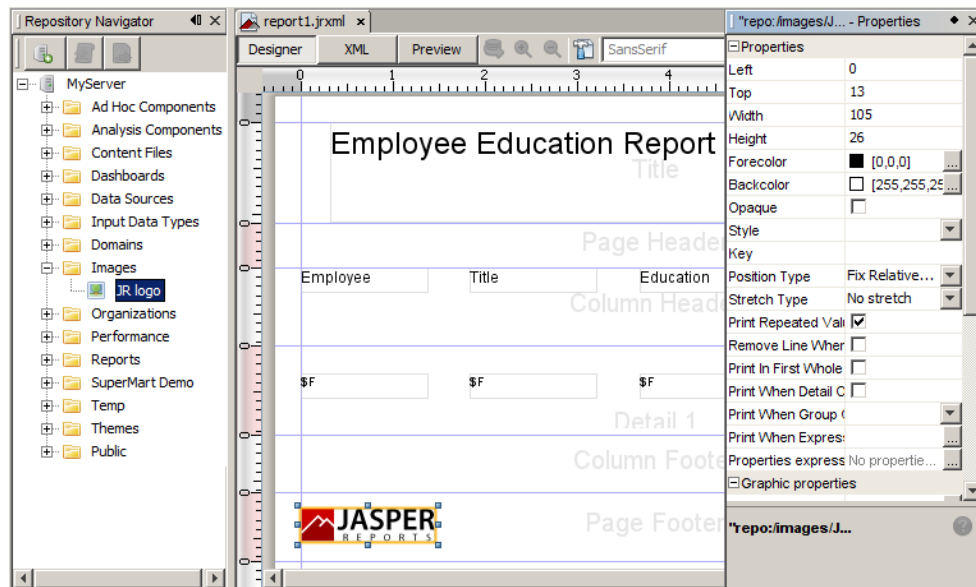 Repository Navigator
MyServer
Ad Hoc Components
Analysis Components
Content Files
Dashboards
Data Sources
Input Data Types
Domains
Images
JR logo
Organizations
Performance
Reports
SuperMart Demo
Temp
Themes
Public
report1.jrxml
Designer XML Preview SansSerif
0 1 2 3 4
Employee Education Report
Title
Page Header
Employee Title Education
Column Heade
$F $F $F
Detail 1
Column Foote
JASPER
REPORTS
Page Footer
"repo:/images/J... - Properties
Properties
Left 0
Top 13
Width 105
Height 26
Forecolor [0,0,0] ...
Backcolor [255,255,25 ...
Opaque
Style
Key
Position Type Fix Relative...
Stretch Type No stretch
Print Repeated Valu
Remove Line Wher
Print In First Whole
Print When Detail O
Print When Group (
Print When Express ...
Properties express No propertie... ...
Graphic properties
"repo:/images/J...
?